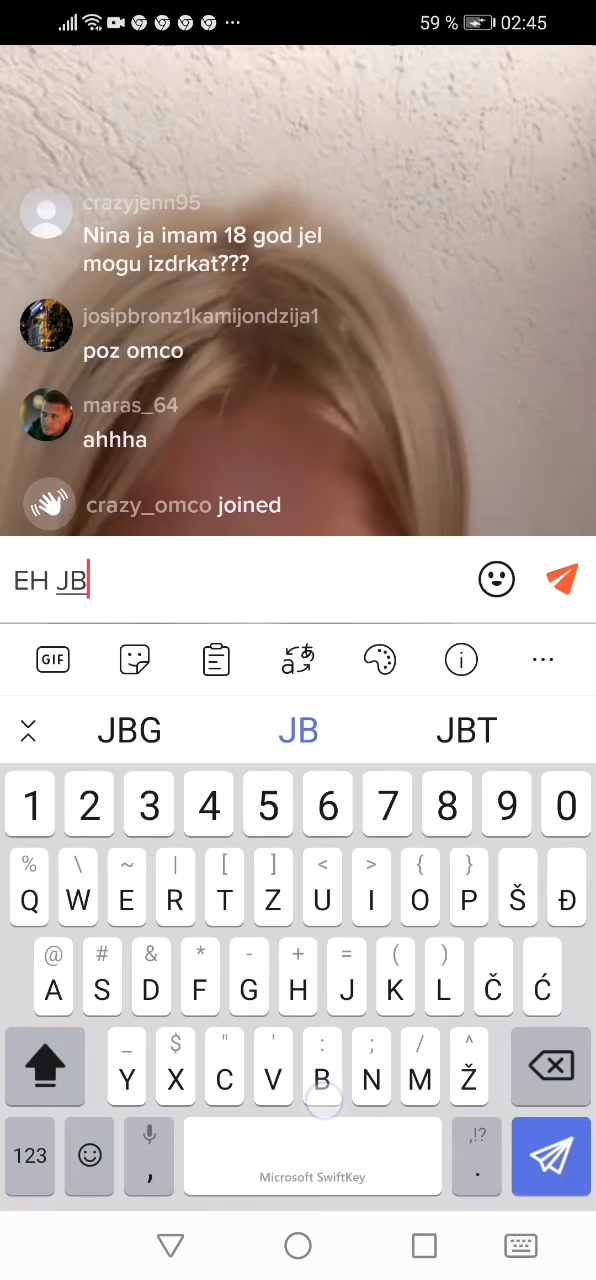 59 % 02:45
crazyjenn95
Nina ja imam 18 god jel
mogu izdrkat???
josipbronz1kamijondzija1
poz omco
maras_64
ahhha
crazy_omco joined
EH JB
GIF
JBG JB JBT
1 2 3 4 5 6 7 8 9 0
% \ ~ | [ ] < > { }
Q W E R T Z U I O P Š Đ
@ # & * - + = ( )
A S D F G H J K L Č Ć
_ $ " ' : ; / ^
Y X C V B N M Ž
123 , Microsoft SwiftKey ,!? .